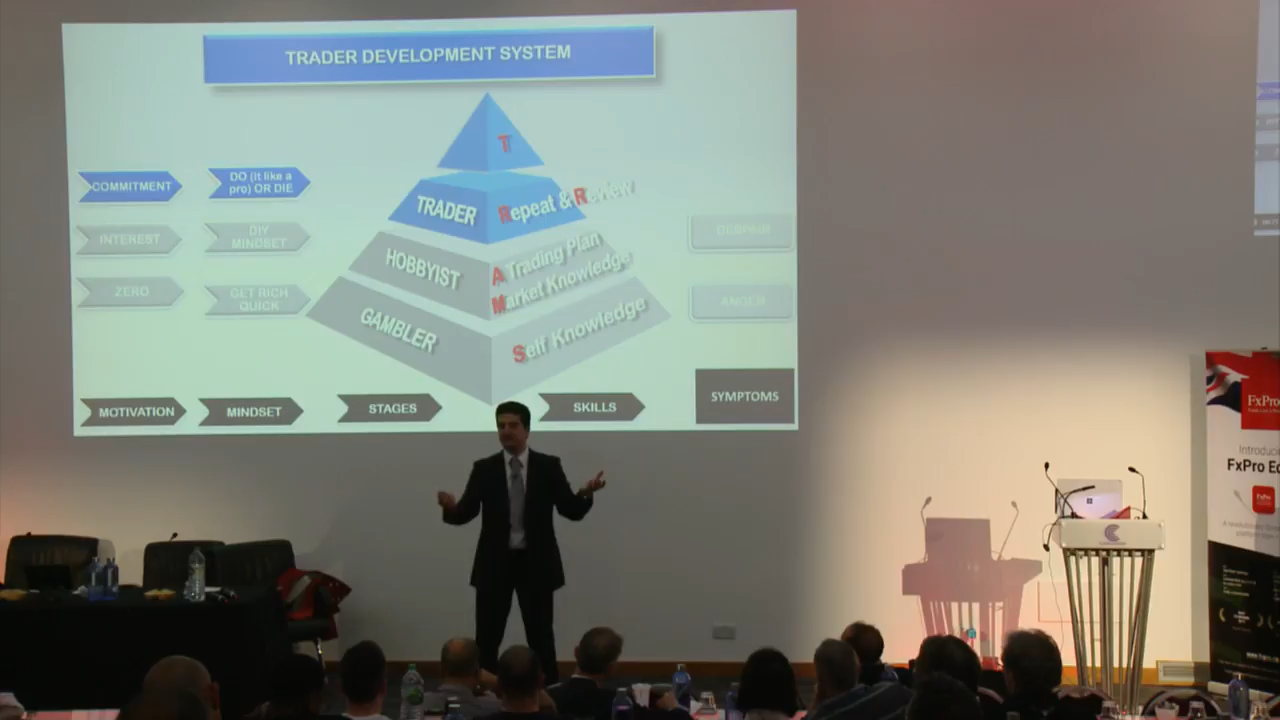 TRADER DEVELOPMENT SYSTEM
T
COMMITMENT
DO (it like a
pro) OR DIE
TRADER
Repeat & Review
INTEREST
DIY
MINDSET
HOBBYIST
A Trading Plan
Market Knowledge
DESPAIR
ZERO
GET RICH
QUICK
GAMBLER
Self Knowledge
ANGER
MOTIVATION
MINDSET
STAGES
SKILLS
SYMPTOMS
FxPro
FxPro